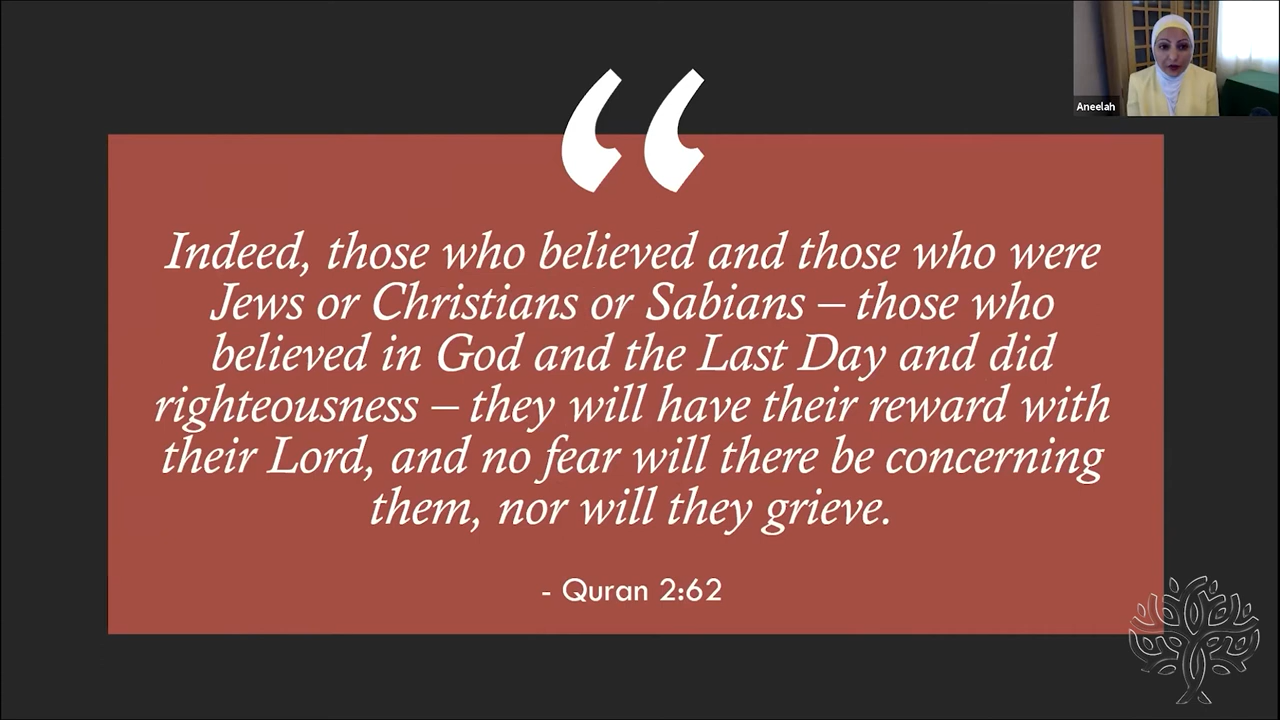 Aneelah
“
Indeed, those who believed and those who were
Jews or Christians or Sabians – those who
believed in God and the Last Day and did
righteousness – they will have their reward with
their Lord, and no fear will there be concerning
them, nor will they grieve.
- Quran 2:62